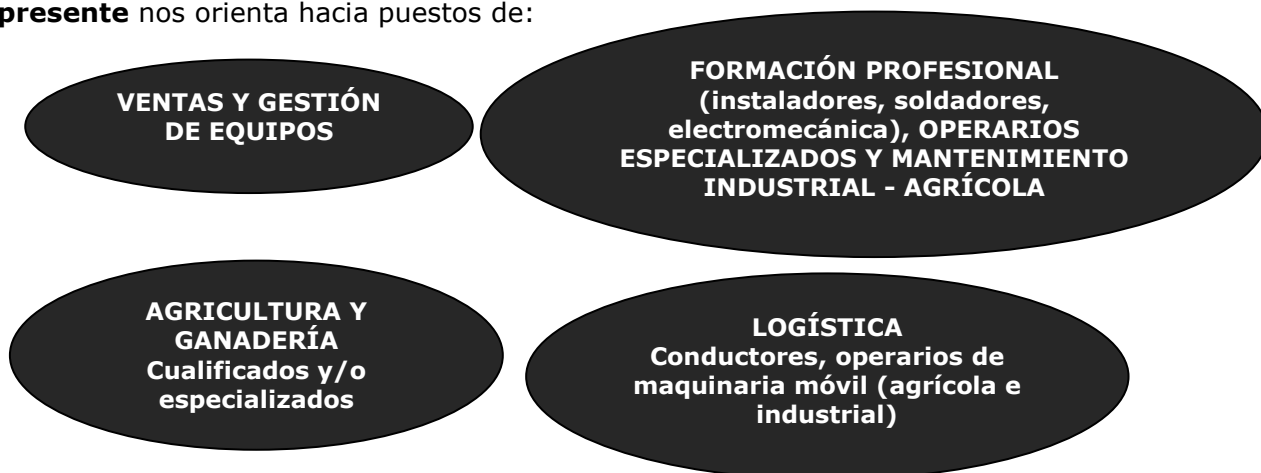 presente nos orienta hacia puestos de:
VENTAS Y GESTIÓN
DE EQUIPOS
FORMACIÓN PROFESIONAL
(instaladores, soldadores,
electromecánica), OPERARIOS
ESPECIALIZADOS Y MANTENIMIENTO
INDUSTRIAL - AGRÍCOLA
AGRICULTURA Y
GANADERÍA
Cualificados y/o
especializados
LOGÍSTICA
Conductores, operarios de
maquinaria móvil (agrícola e
industrial)